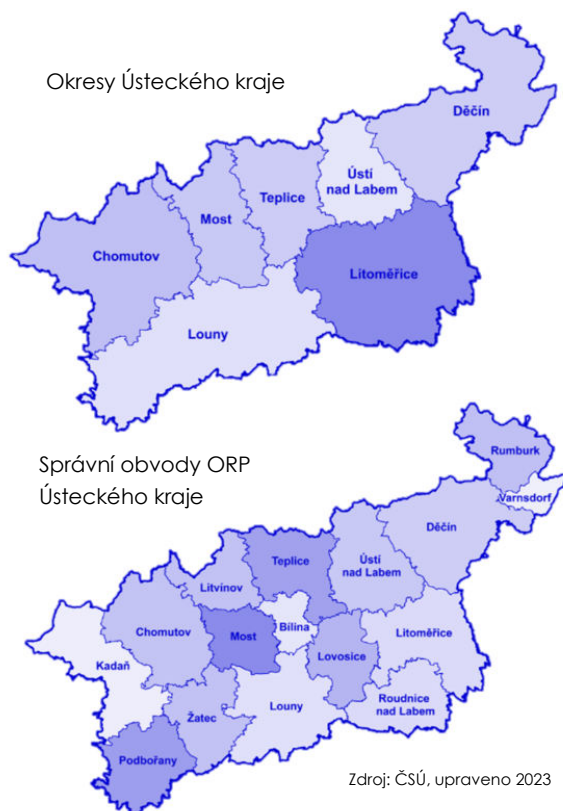 Okresy Ústeckého kraje
Děčín
Ústí
nad Labem
Teplice
Most
Chomutov
Litoměřice
Louny
Správní obvody ORP
Ústeckého kraje
Rumburk
Varnsdorf
Děčín
Teplice
Ústí
nad Labem
Litvínov
Chomutov
Most
Bílina
Litoměřice
Lovosice
Kadaň
Žatec
Louny
Roudnice
nad Labem
Podbořany
Zdroj: ČSÚ, upraveno 2023